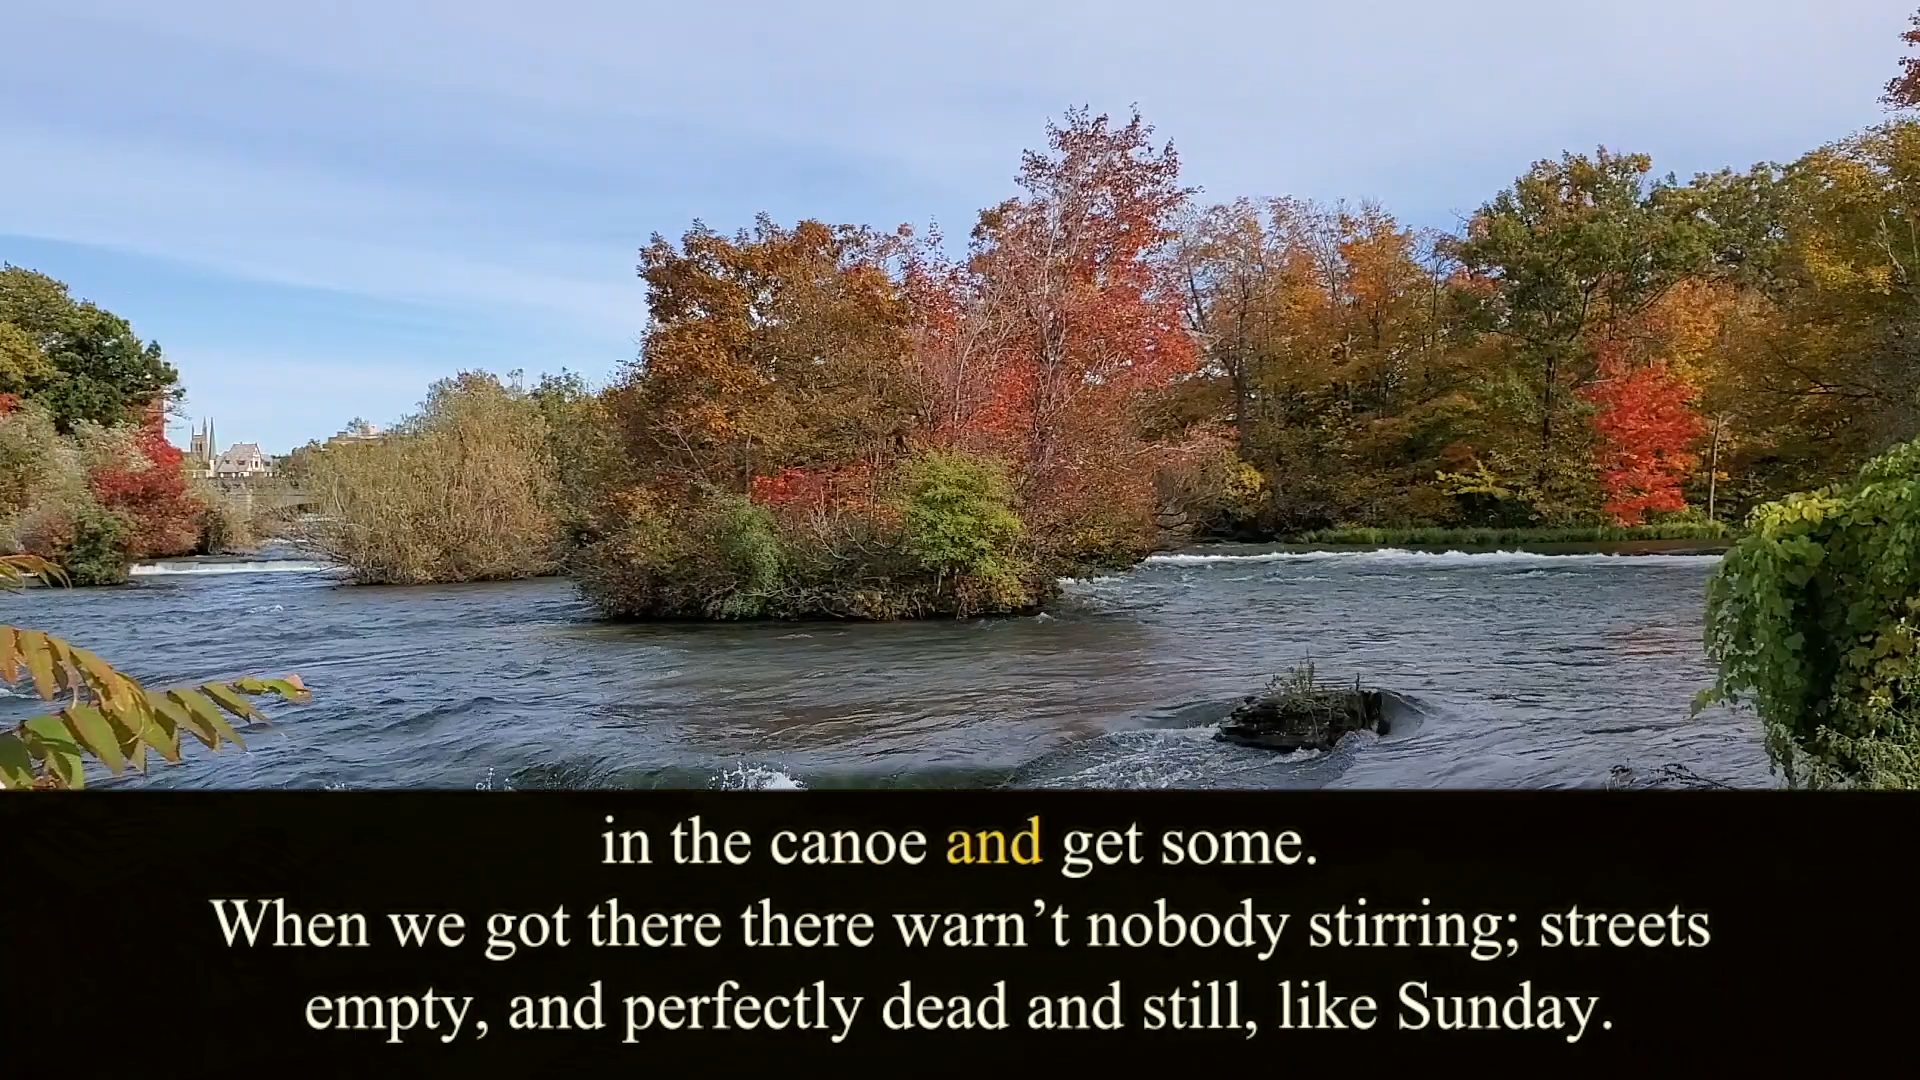 in the canoe and get some.
When we got there there warn’t nobody stirring; streets
empty, and perfectly dead and still, like Sunday.